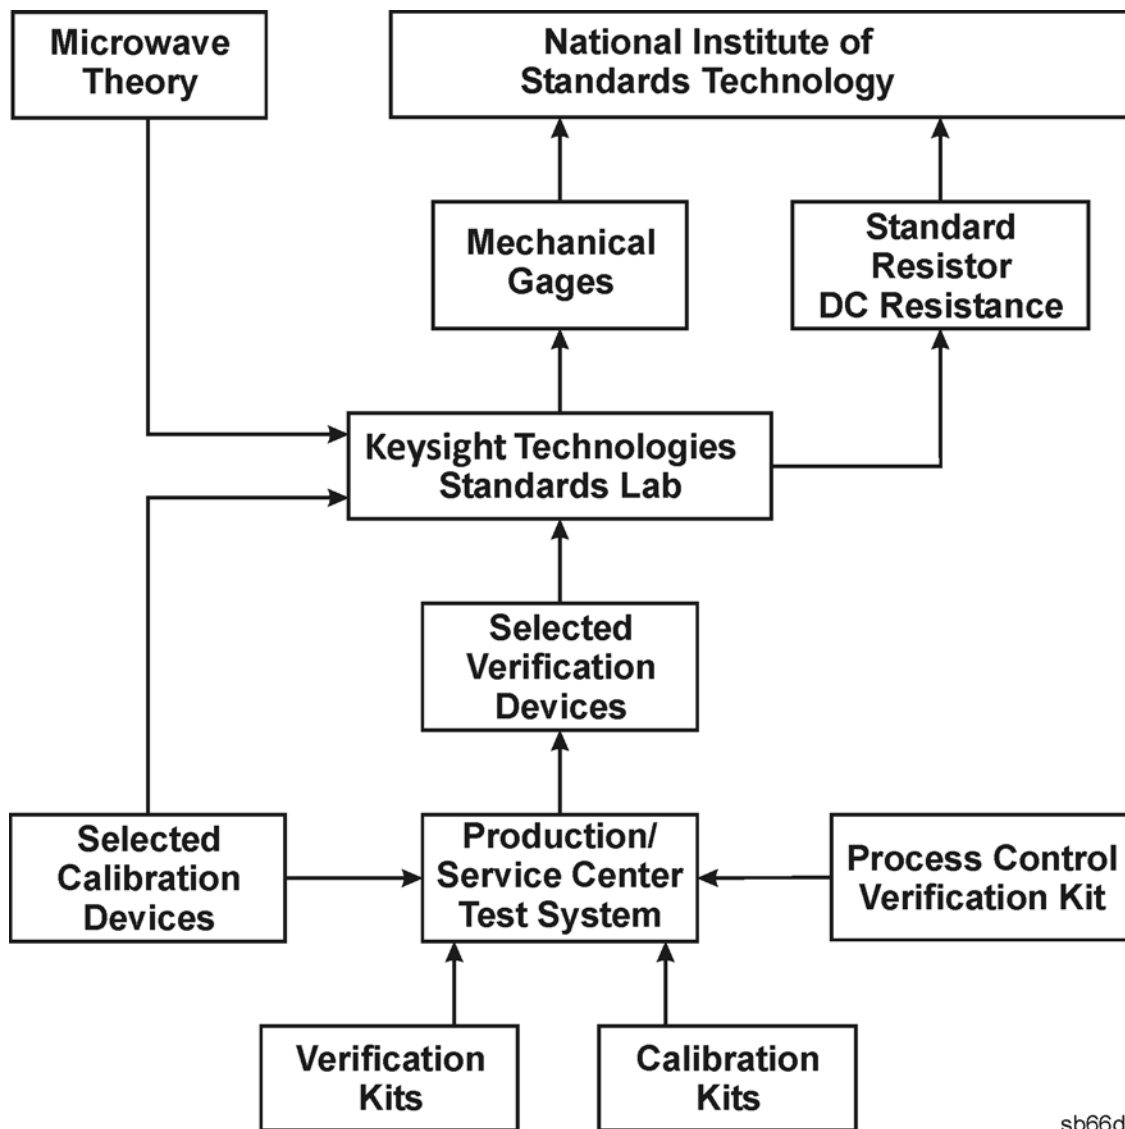 Microwave
Theory
National Institute of
Standards Technology
Mechanical
Gages
Standard
Resistor
DC Resistance
Keysight Technologies
Standards Lab
Selected
Verification
Devices
Selected
Calibration
Devices
Production/
Service Center
Test System
Process Control
Verification Kit
Verification
Kits
Calibration
Kits
sb66d